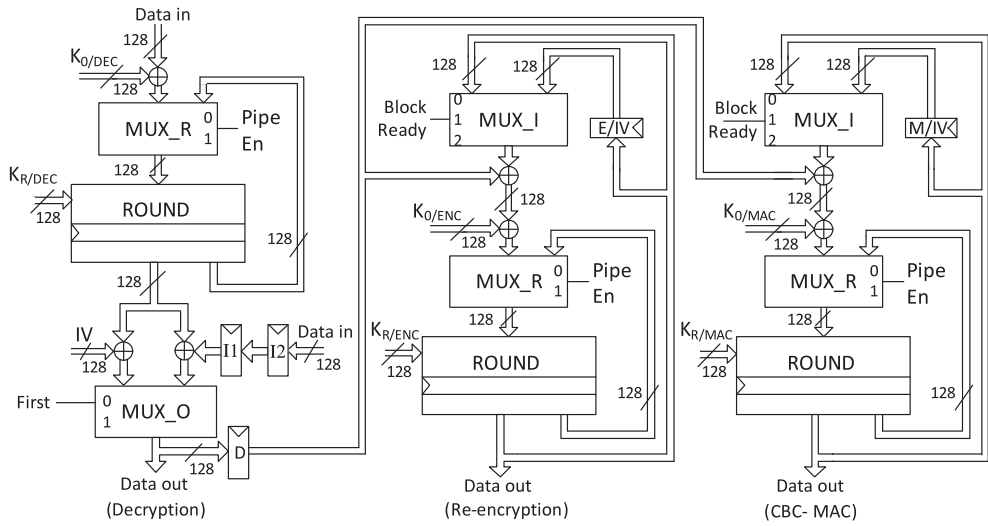 Data in
128
K0/DEC
128
128
MUX_R
0
1
Pipe
En
128
KR/DEC
128
ROUND
128
128
IV
128
I1
I2
Data in
128
First
0
1
MUX_O
128
D
Data out
(Decryption)
128
128
Block
Ready
0
1
2
MUX_I
E/IV
128
K0/ENC
128
MUX_R
0
1
Pipe
En
128
KR/ENC
128
ROUND
128
Data out
(Re-encryption)
128
128
Block
Ready
0
1
2
MUX_I
M/IV
128
K0/MAC
128
MUX_R
0
1
Pipe
En
128
KR/MAC
128
ROUND
128
Data out
(CBC- MAC)